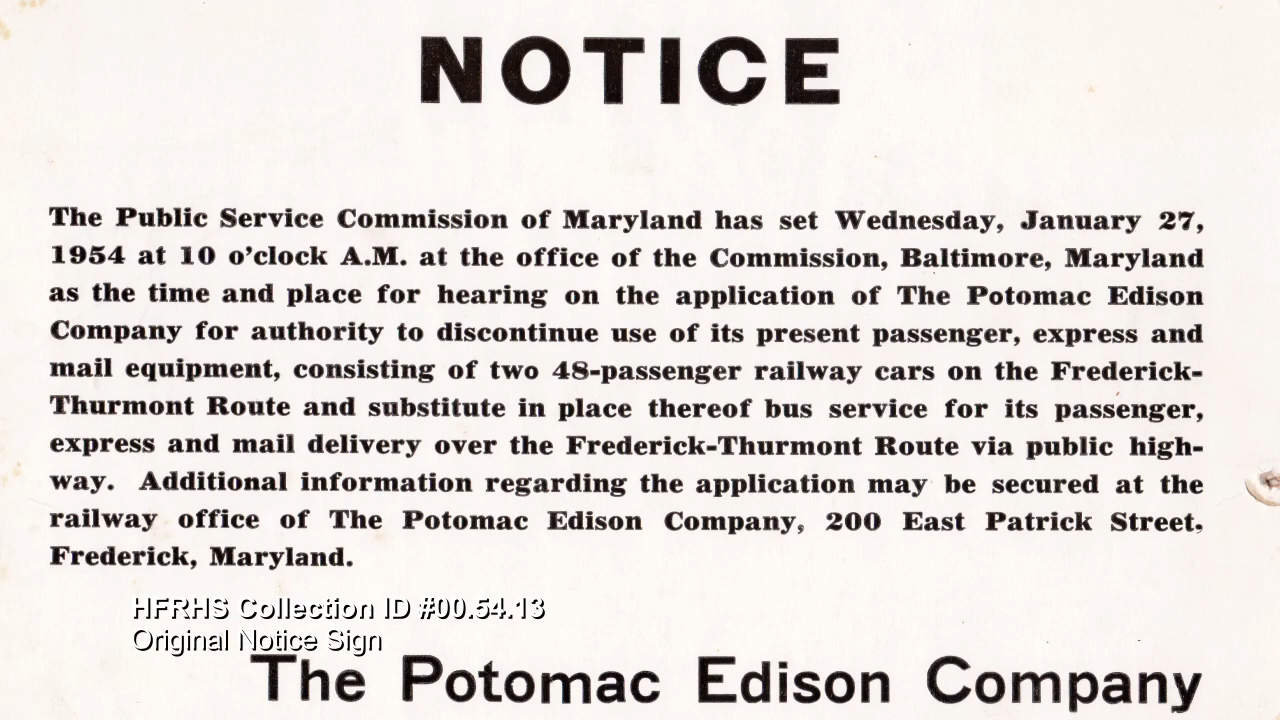 NOTICE
The Public Service Commission of Maryland has set Wednesday, January 27,
1954 at 10 o'clock A.M. at the office of the Commission, Baltimore, Maryland
as the time and place for hearing on the application of The Potomac Edison
Company for authority to discontinue use of its present passenger, express and
mail equipment, consisting of two 48-passenger railway cars on the Frederick-
Thurmont Route and substitute in place thereof bus service for its passenger,
express and mail delivery over the Frederick-Thurmont Route via public high-
way. Additional information regarding the application may be secured at the
railway office of The Potomac Edison Company, 200 East Patrick Street,
Frederick, Maryland.
HFRHS Collection ID #00.54.13
Original Notice Sign
The Potomac Edison Company